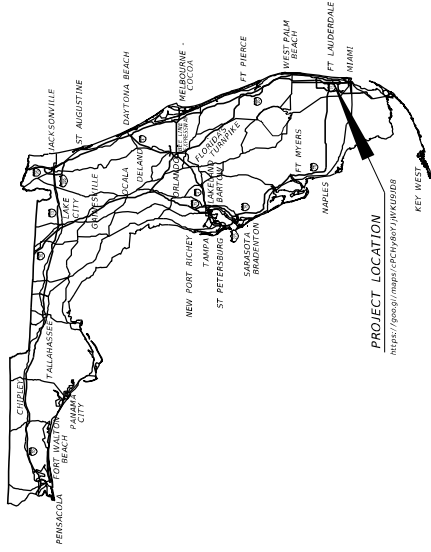 PENSACOLA
FORT WALTON
BEACH
PANAMA
CITY
CHIPLEY
TALLAHASSEE
LAKE
CITY
JACKSONVILLE
ST AUGUSTINE
GAINESVILLE
OCALA
DELAND
DAYTONA BEACH
ORLANDO
BEE LINE
MELBOURNE -
COCOA
FLORIDA'S
TURNPIKE
LAKELAND
BARTOW
NEW PORT RICHEY
TAMPA
ST PETERSBURG
SARASOTA -
BRADENTON
FT PIERCE
WEST PALM
BEACH
FT LAUDERDALE
MIAMI
FT MYERS
NAPLES
KEY WEST
PROJECT LOCATION